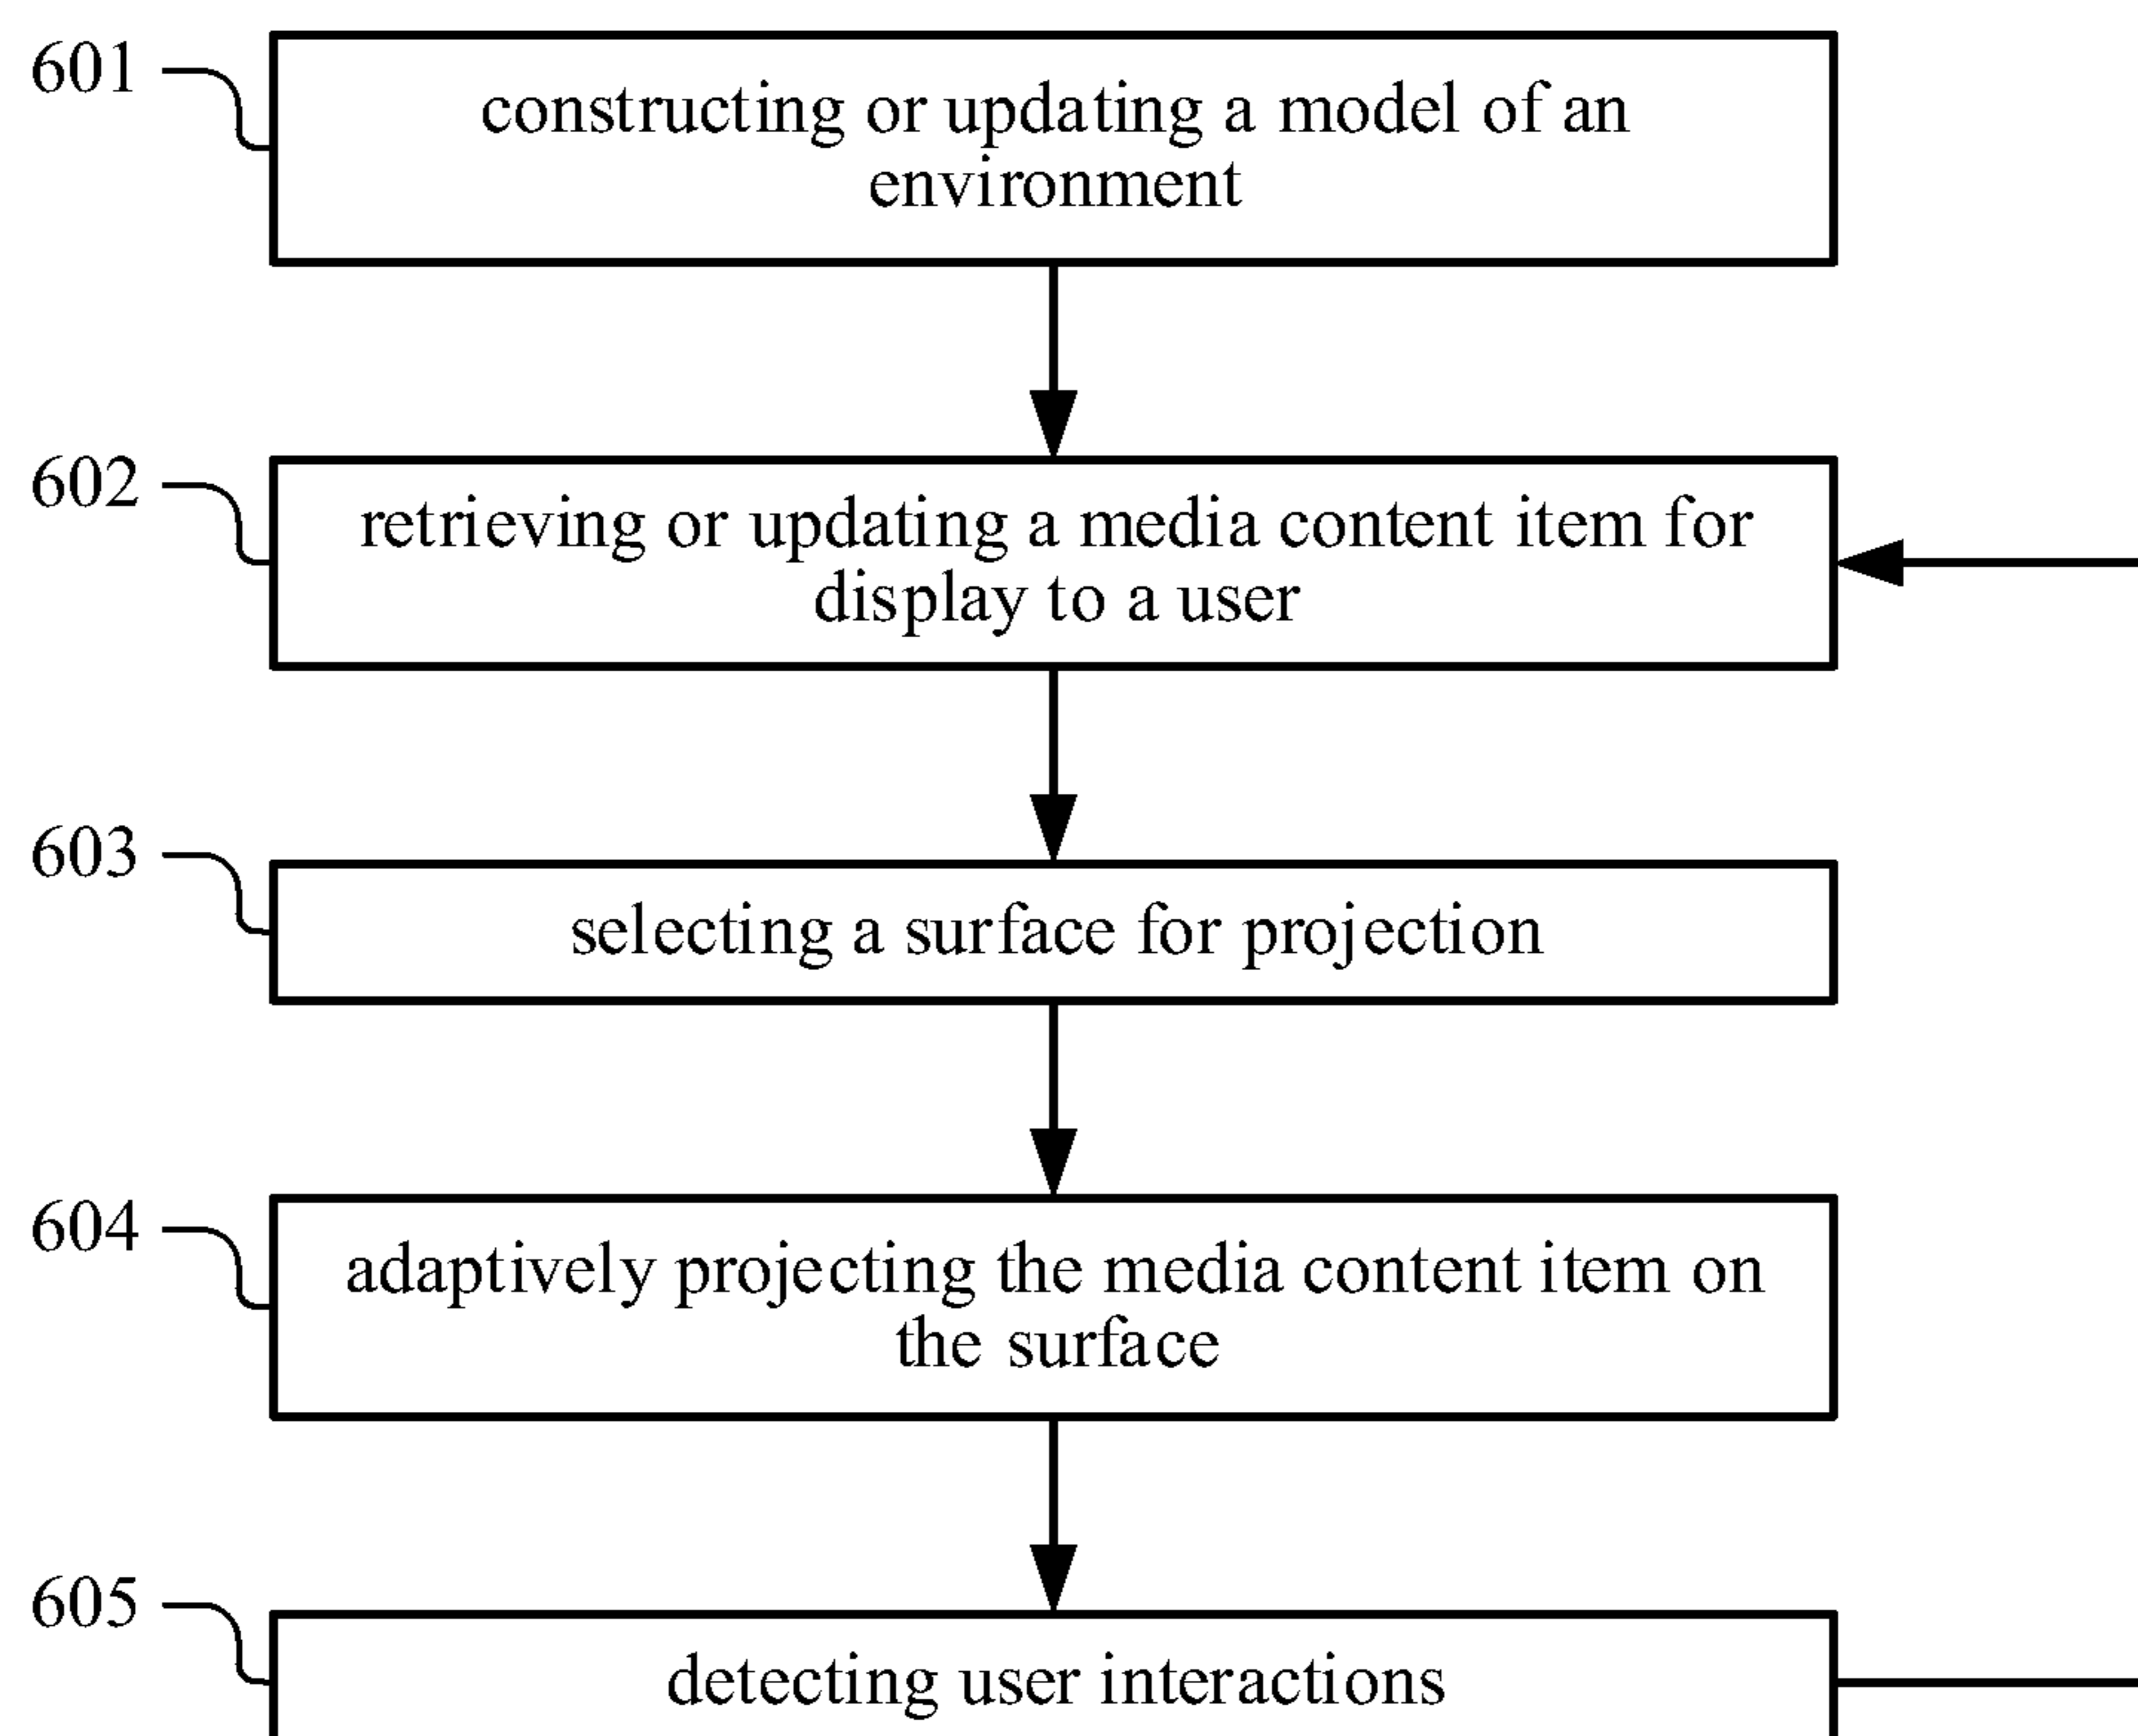 601
constructing or updating a model of an
environment
602
retrieving or updating a media content item for
display to a user
603
selecting a surface for projection
604
adaptively projecting the media content item on
the surface
605
detecting user interactions